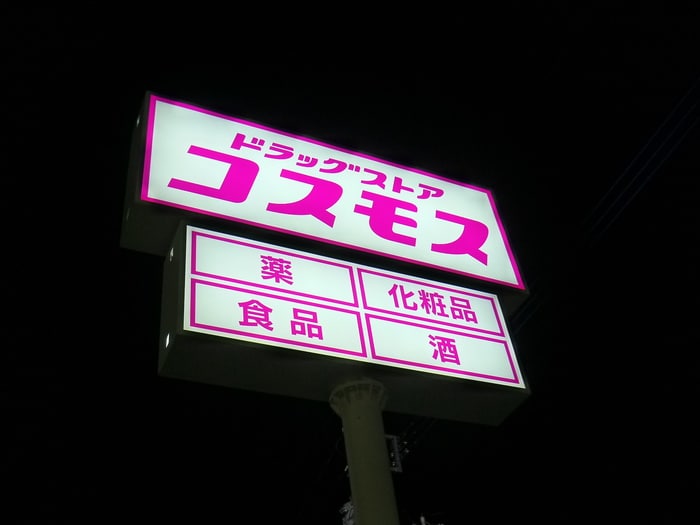 ドラッグストア
コスモス
薬
化粧品
食品
酒